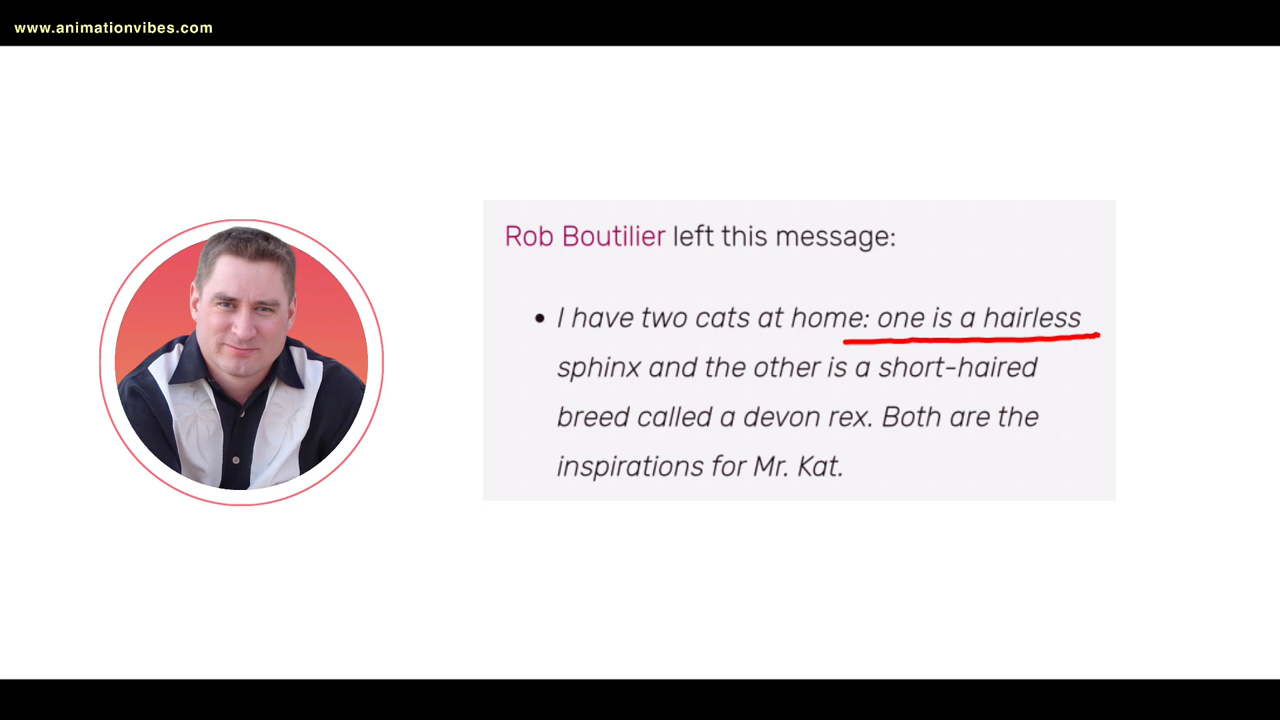 www.animationvibes.com
Rob Boutilier left this message:
• I have two cats at home: one is a hairless
sphinx and the other is a short-haired
breed called a devon rex. Both are the
inspirations for Mr. Kat.